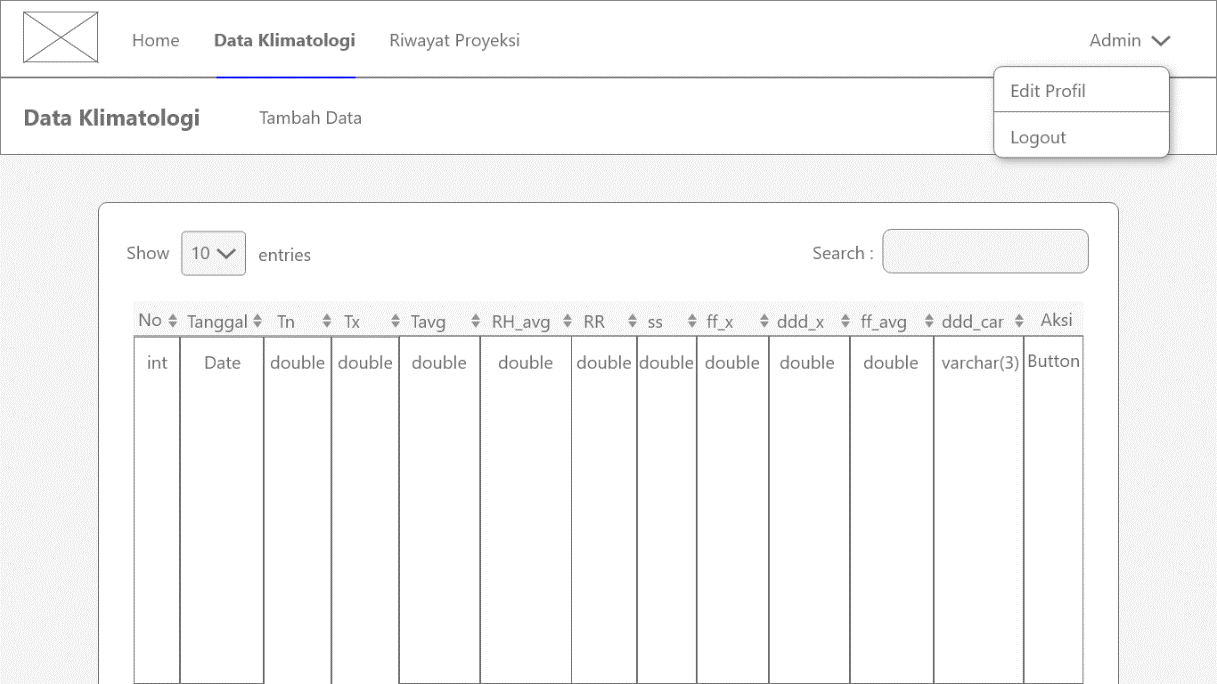 Home Data Klimatologi Riwayat Proyeksi Admin
Edit Profil
Data Klimatologi Tambah Data
Logout
Show 10 entries Search :
No Tanggal Tn Tx Tavg RH_avg RR ss ff_x ddd_x ff_avg ddd_car Aksi
int Date double double double double double double double double double varchar(3) Button